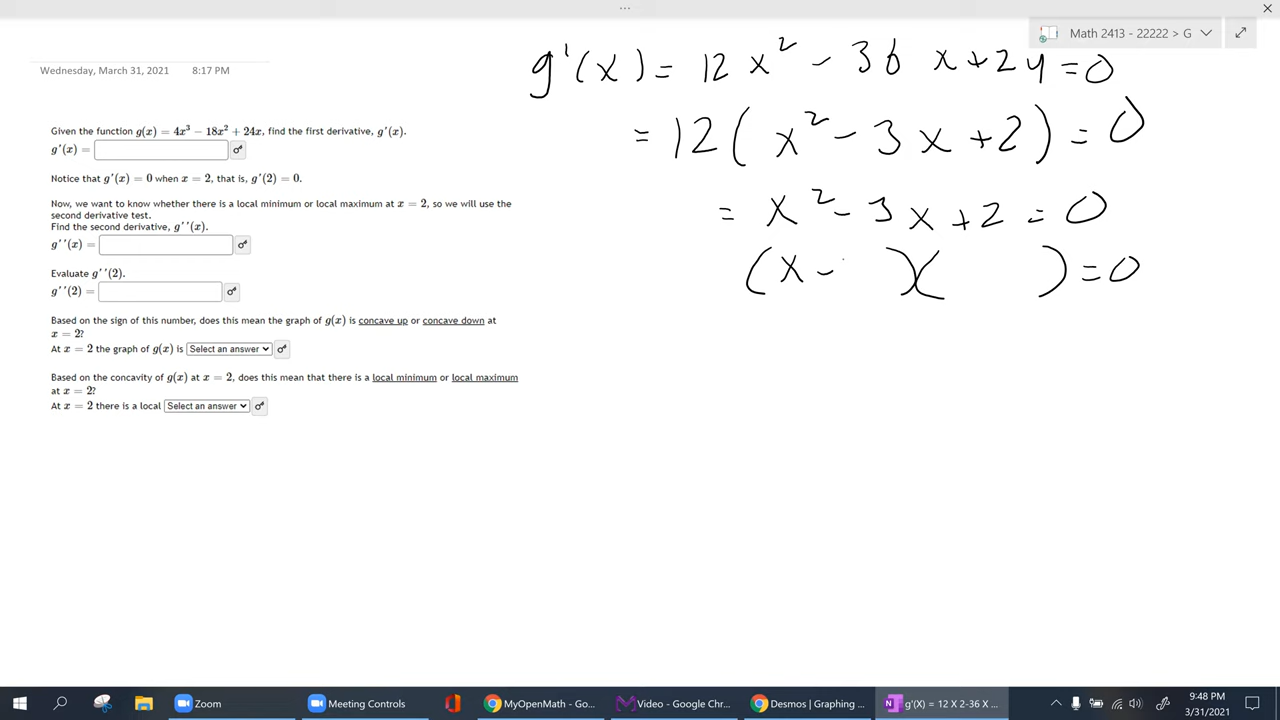 ...
Math 2413 - 22222 > G
Wednesday, March 31, 2021 8:17 PM
Given the function g(x) = 4x³ − 18x² + 24x, find the first derivative, g′(x).
g′(x) =
Notice that g′(x) = 0 when x = 2, that is, g′(2) = 0.
Now, we want to know whether there is a local minimum or local maximum at x = 2, so we will use the
second derivative test.
Find the second derivative, g′′(x).
g′′(x) =
Evaluate g′′(2).
g′′(2) =
Based on the sign of this number, does this mean the graph of g(x) is concave up or concave down at
x = 2?
At x = 2 the graph of g(x) is Select an answer
Based on the concavity of g(x) at x = 2, does this mean that there is a local minimum or local maximum
at x = 2?
At x = 2 there is a local Select an answer
g'(x) = 12x² − 36x + 24 = 0
= 12(x² − 3x + 2) = 0
= x² − 3x + 2 = 0
(x − )( ) = 0
Zoom
Meeting Controls
MyOpenMath - Goo...
Video - Google Chr...
Desmos | Graphing ...
g'(X) = 12 X 2-36 X ...
9:48 PM
3/31/2021